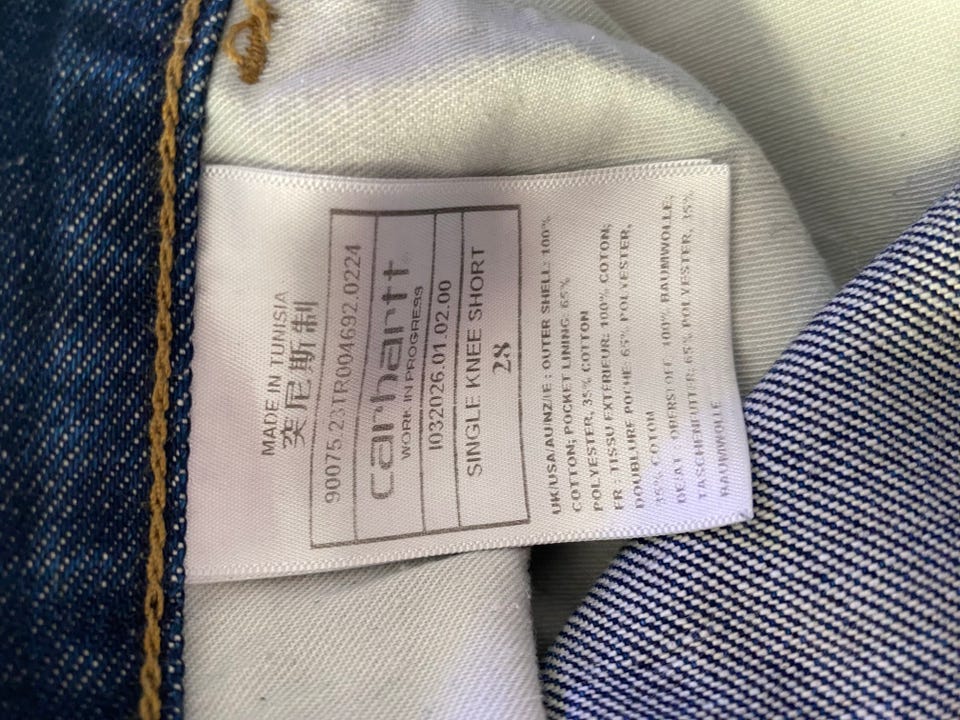 MADE IN TUNISIA
突尼斯制
90075 23TR004692.0224
carhartt
WORK IN PROGRESS
I032026.01.02.00
SINGLE KNEE SHORT
28
UK/USA/AU/NZ/IE : OUTER SHELL: 100%
COTTON; POCKET LINING: 65%
POLYESTER, 35% COTTON
FR : TISSU EXTERIEUR: 100% COTON;
DOUBLURE POCHE: 65% POLYESTER,
35% COTON
DE/AT : OBERSTOFF: 100% BAUMWOLLE;
TASCHENFUTTER: 65% POLYESTER, 35%
BAUMWOLLE